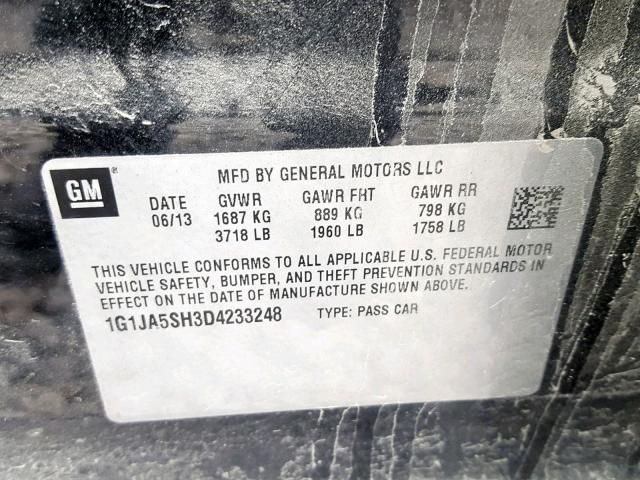 GM
MFD BY GENERAL MOTORS LLC
DATE GVWR GAWR FRT GAWR RR
06/13 1687 KG 889 KG 798 KG
3718 LB 1960 LB 1758 LB
THIS VEHICLE CONFORMS TO ALL APPLICABLE U.S. FEDERAL MOTOR
VEHICLE SAFETY, BUMPER, AND THEFT PREVENTION STANDARDS IN
EFFECT ON THE DATE OF MANUFACTURE SHOWN ABOVE.
1G1JA5SH3D4233248 TYPE: PASS CAR